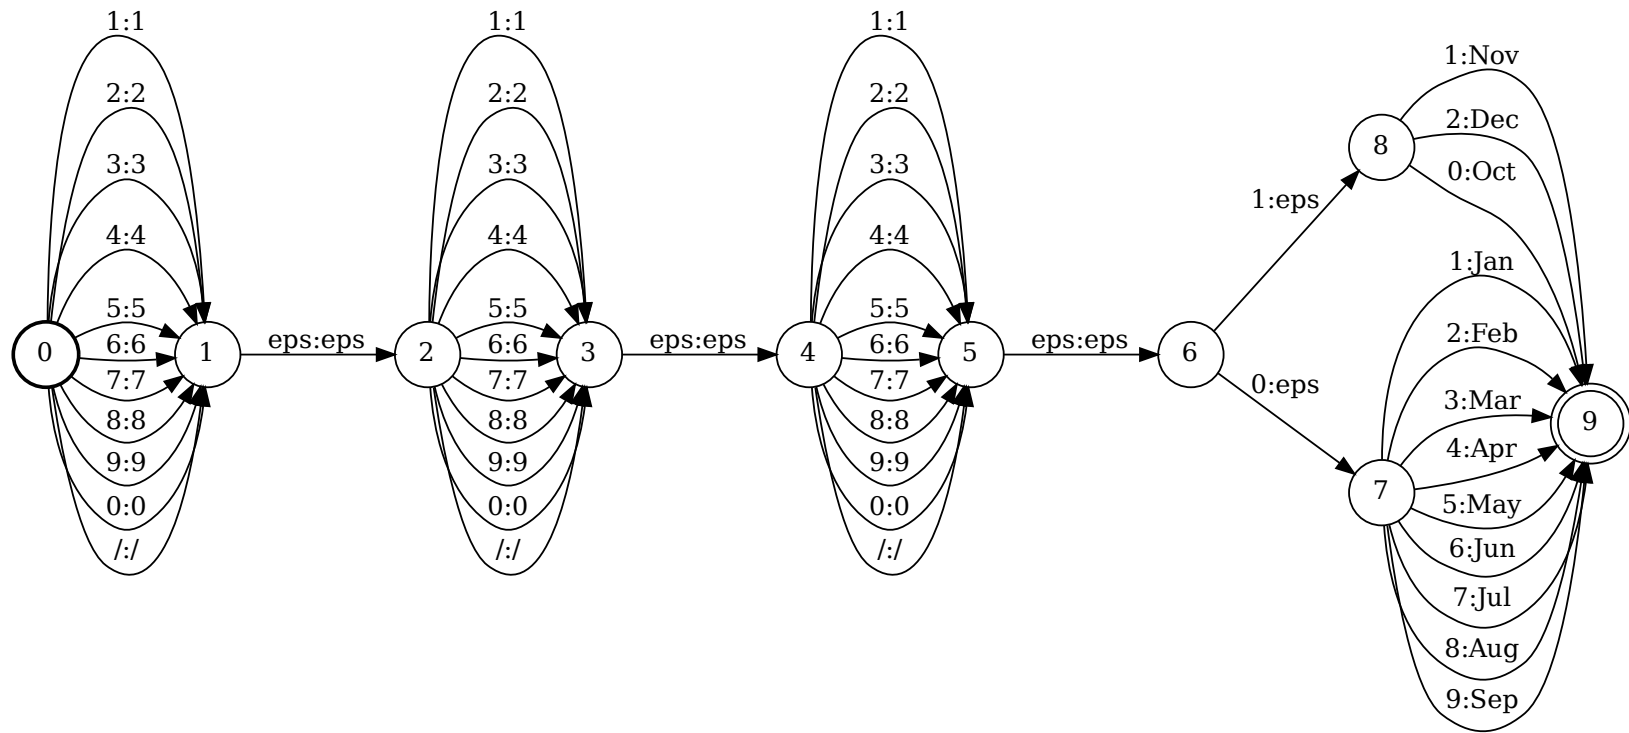 1:1
2:2
3:3
4:4
5:5
6:6
7:7
8:8
9:9
0:0
/:/
0
1
eps:eps
1:1
2:2
3:3
4:4
5:5
6:6
7:7
8:8
9:9
0:0
/:/
2
3
eps:eps
1:1
2:2
3:3
4:4
5:5
6:6
7:7
8:8
9:9
0:0
/:/
4
5
eps:eps
6
1:eps
0:eps
8
1:Nov
2:Dec
0:Oct
7
1:Jan
2:Feb
3:Mar
4:Apr
5:May
6:Jun
7:Jul
8:Aug
9:Sep
9